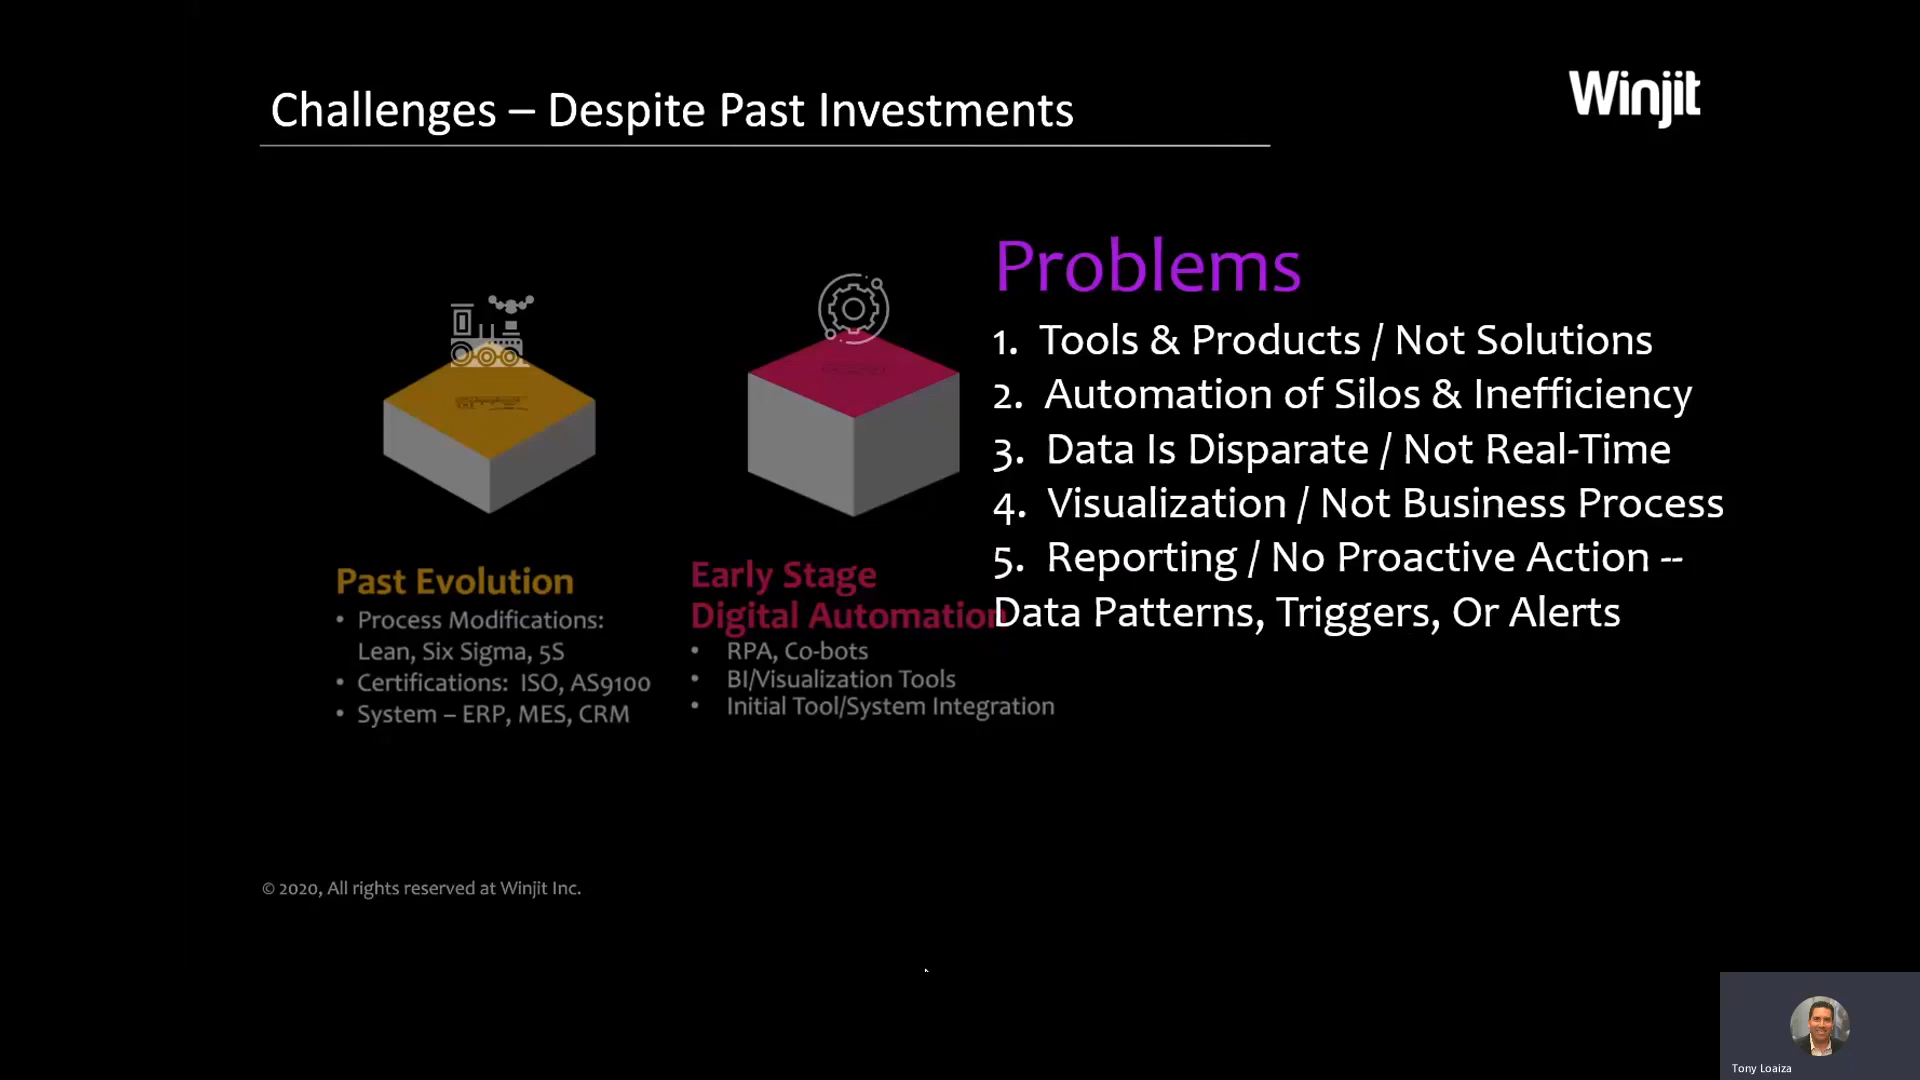 Challenges – Despite Past Investments
Winjit
Past Evolution
• Process Modifications:
Lean, Six Sigma, 5S
• Certifications: ISO, AS9100
• System – ERP, MES, CRM
Early Stage
Digital Automation
• RPA, Co-bots
• BI/Visualization Tools
• Initial Tool/System Integration
Problems
1. Tools & Products / Not Solutions
2. Automation of Silos & Inefficiency
3. Data Is Disparate / Not Real-Time
4. Visualization / Not Business Process
5. Reporting / No Proactive Action --
Data Patterns, Triggers, Or Alerts
© 2020, All rights reserved at Winjit Inc.
Tony Loaiza